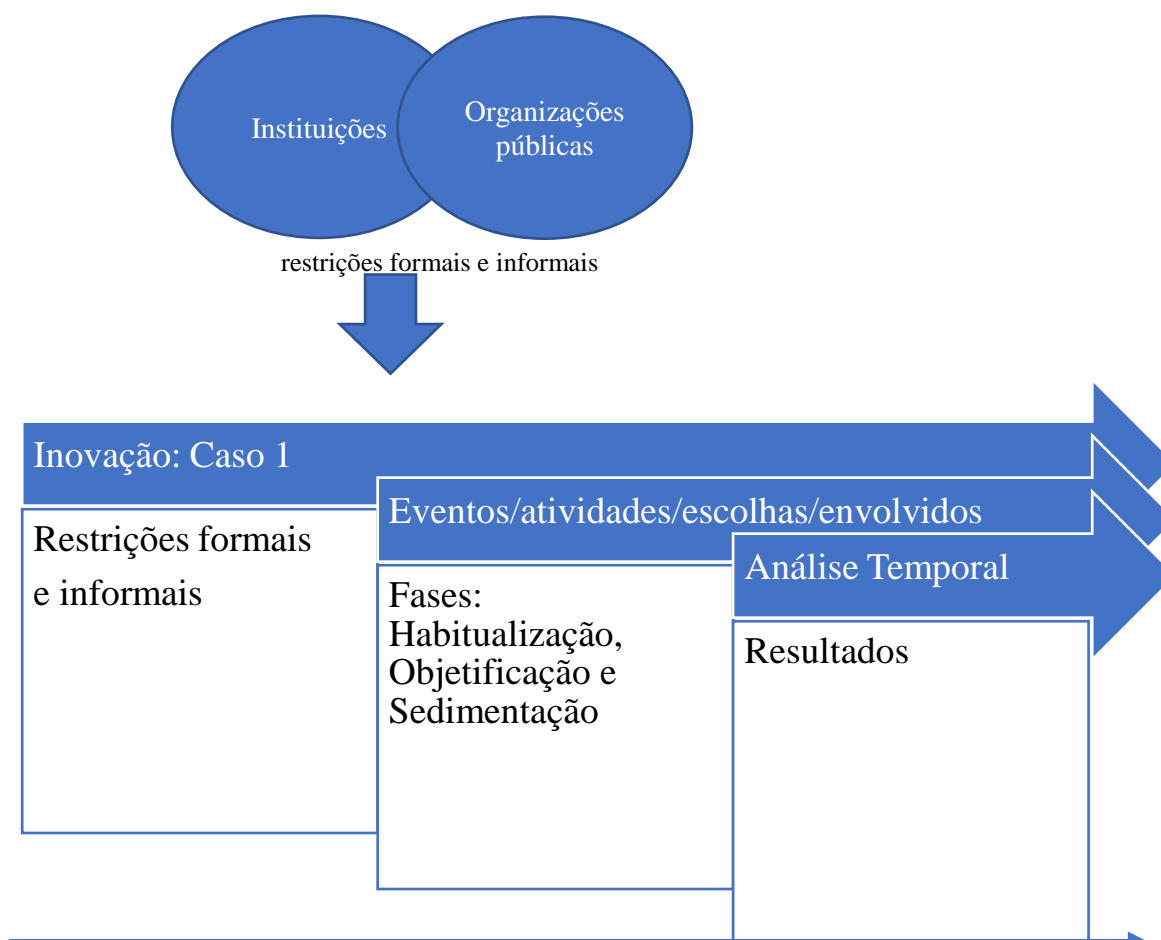 Instituições
Organizações
públicas
restrições formais e informais
Inovação: Caso 1
Restrições formais
e informais
Eventos/atividades/escolhas/envolvidos
Fases:
Habitualização,
Objetificação e
Sedimentação
Análise Temporal
Resultados